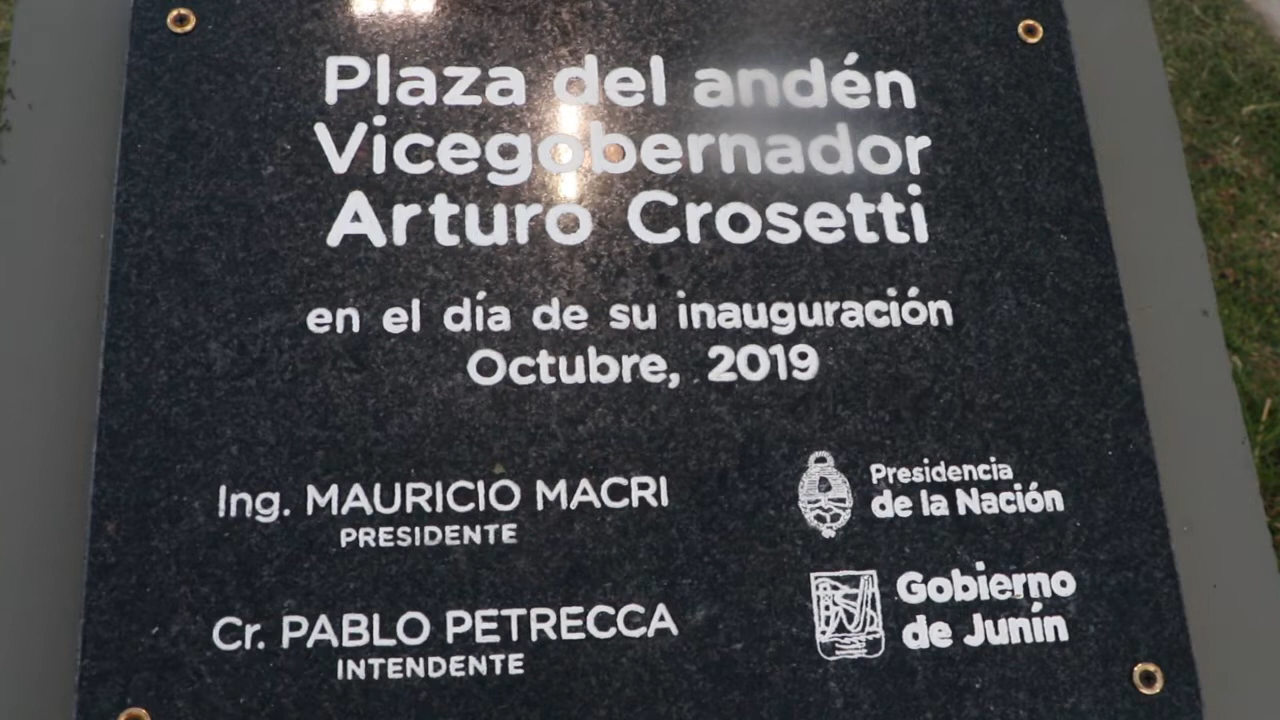 Plaza del andén
Vicegobernador
Arturo Crosetti
en el día de su inauguración
Octubre, 2019
Ing. MAURICIO MACRI
PRESIDENTE
Presidencia
de la Nación
Cr. PABLO PETRECCA
INTENDENTE
Gobierno
de Junín